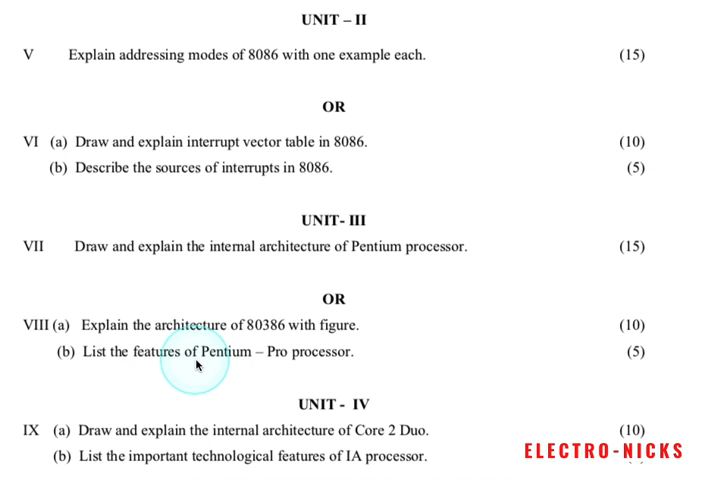 UNIT – II
V Explain addressing modes of 8086 with one example each. (15)
OR
VI (a) Draw and explain interrupt vector table in 8086. (10)
(b) Describe the sources of interrupts in 8086. (5)
UNIT- III
VII Draw and explain the internal architecture of Pentium processor. (15)
OR
VIII (a) Explain the architecture of 80386 with figure. (10)
(b) List the features of Pentium – Pro processor. (5)
UNIT - IV
IX (a) Draw and explain the internal architecture of Core 2 Duo. (10)
(b) List the important technological features of IA processor.
ELECTRO-NICKS